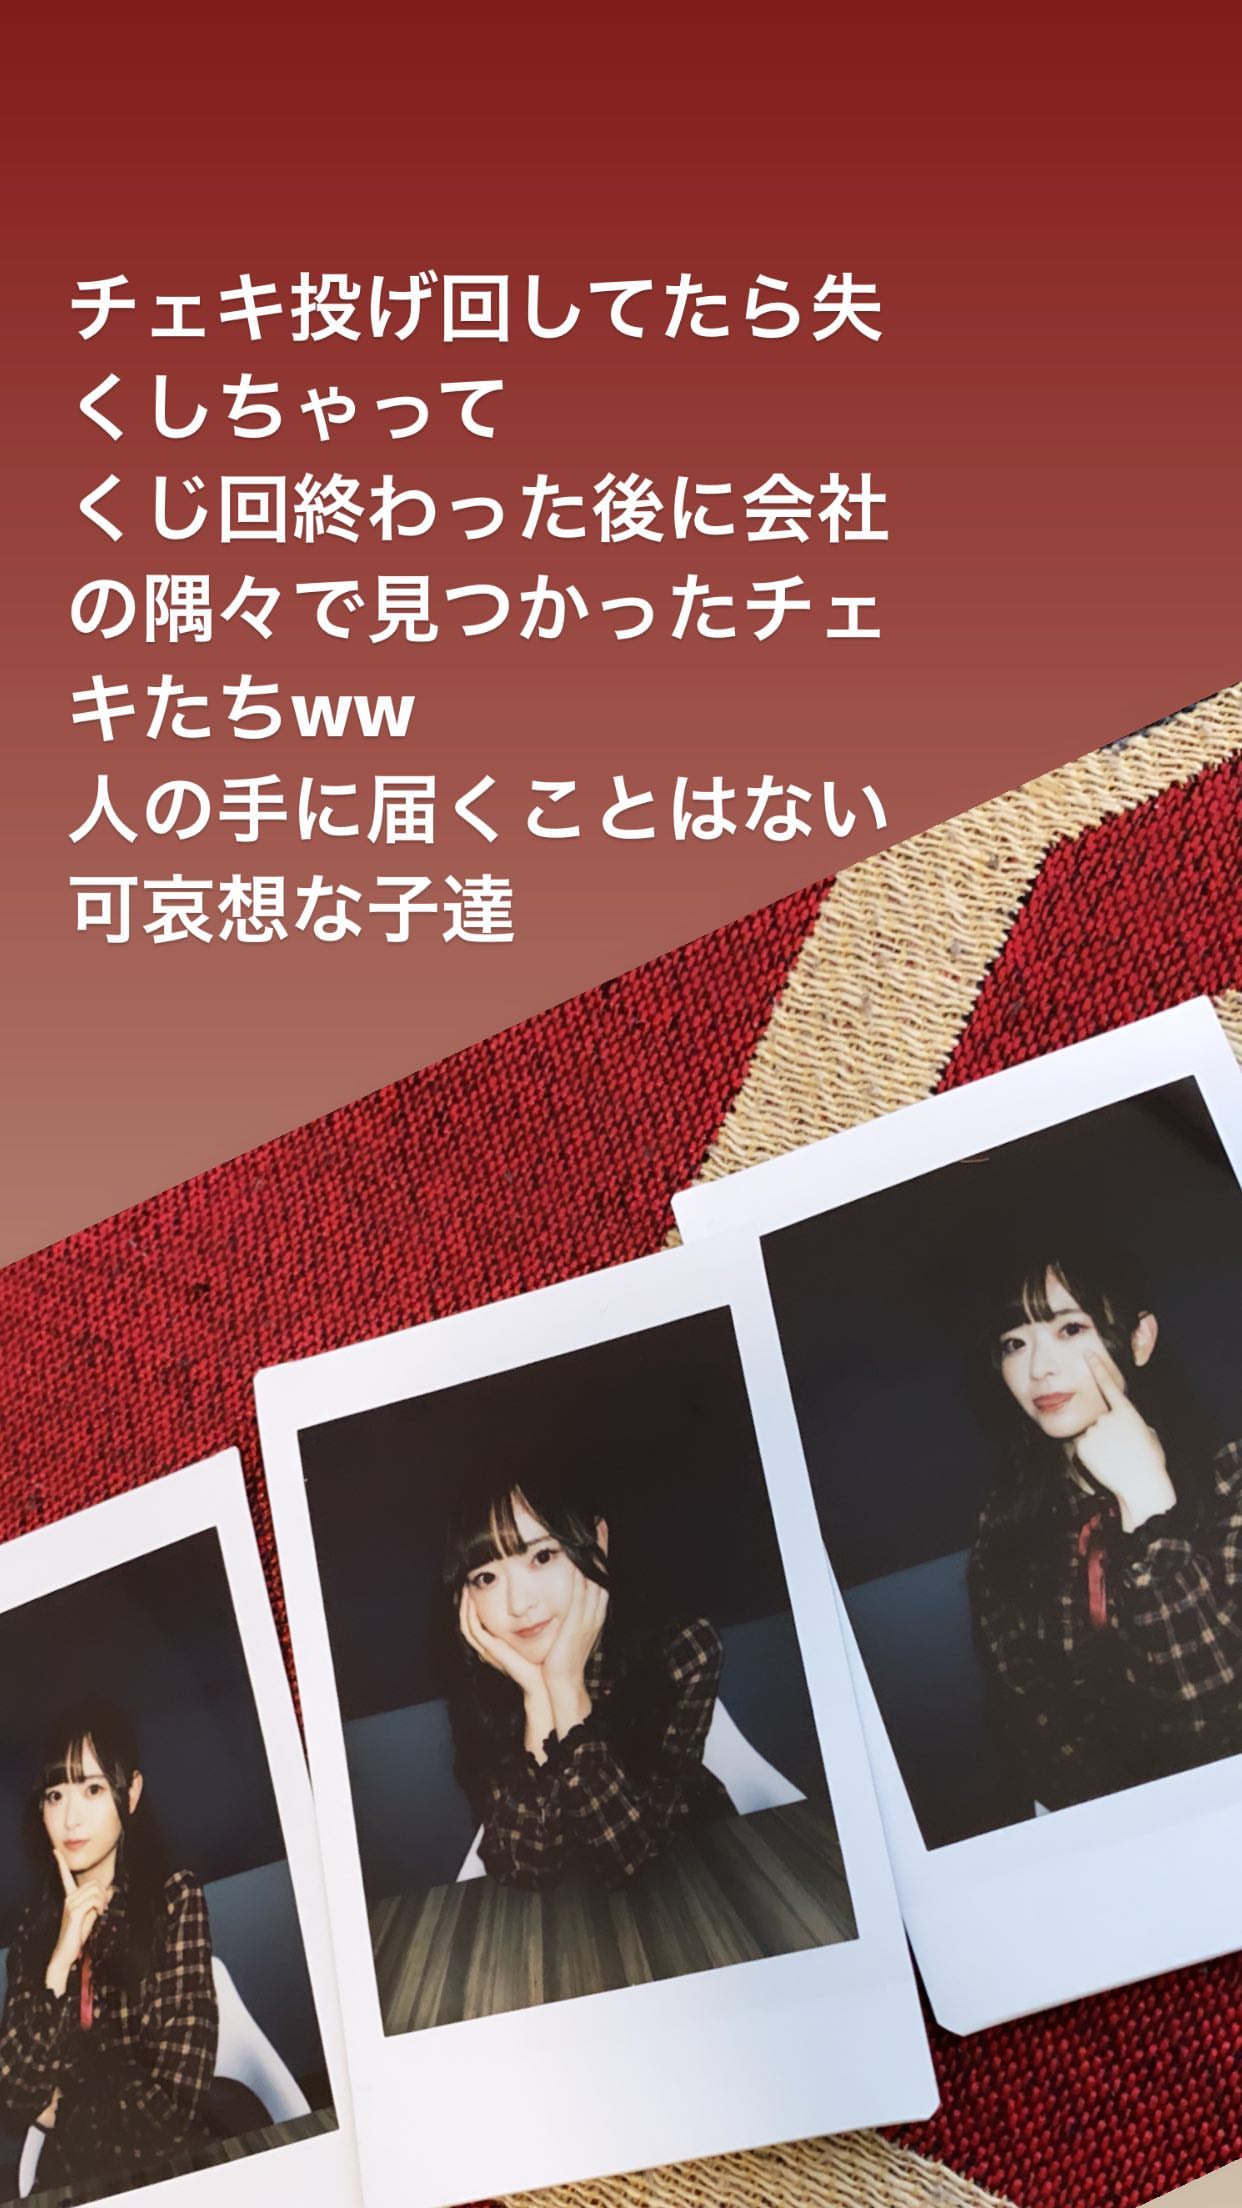 チェキ投げ回してたら失
くしちゃって
くじ回終わった後に会社
の隅々で見つかったチェ
キたちww
人の手に届くことはない
可哀想な子達